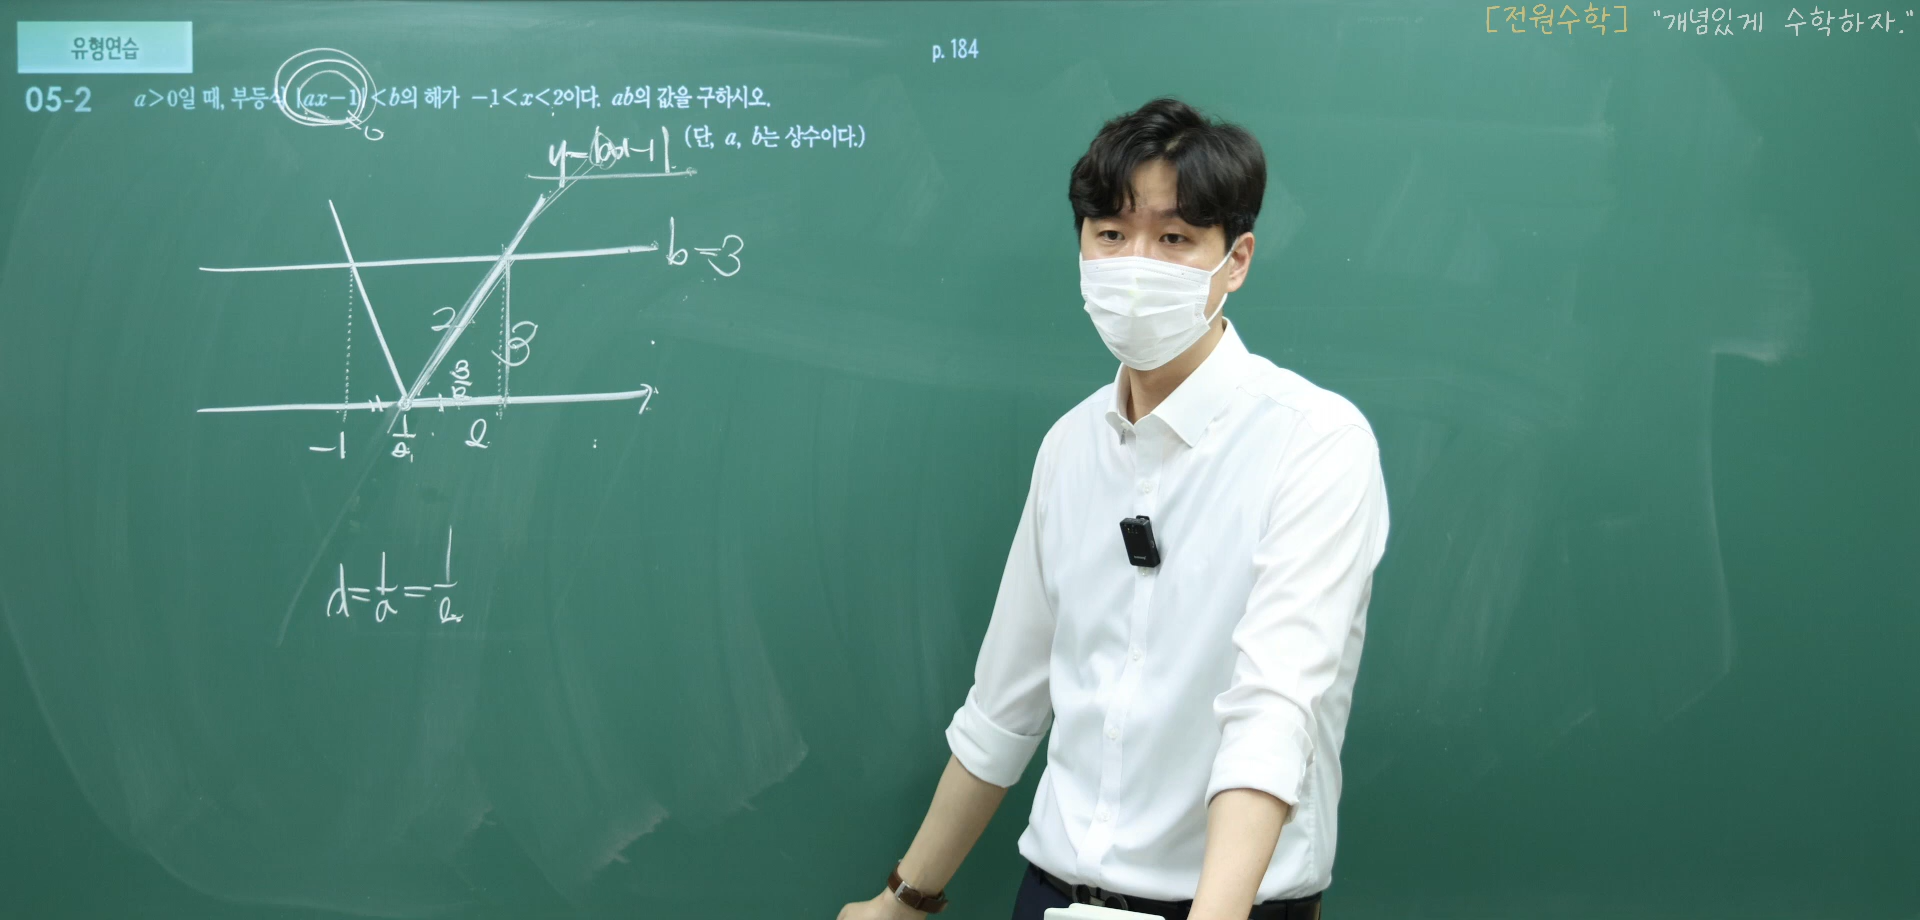 [전원수학] "개념있게 수학하자."
유형연습
p. 184
05-2 a>0일 때, 부등식 |ax-1|<b의 해가 -1<x<2이다. ab의 값을 구하시오.
(단, a, b는 상수이다.)
b=3
2
3
3/2
-1
1/2
2
=1/a=1/2